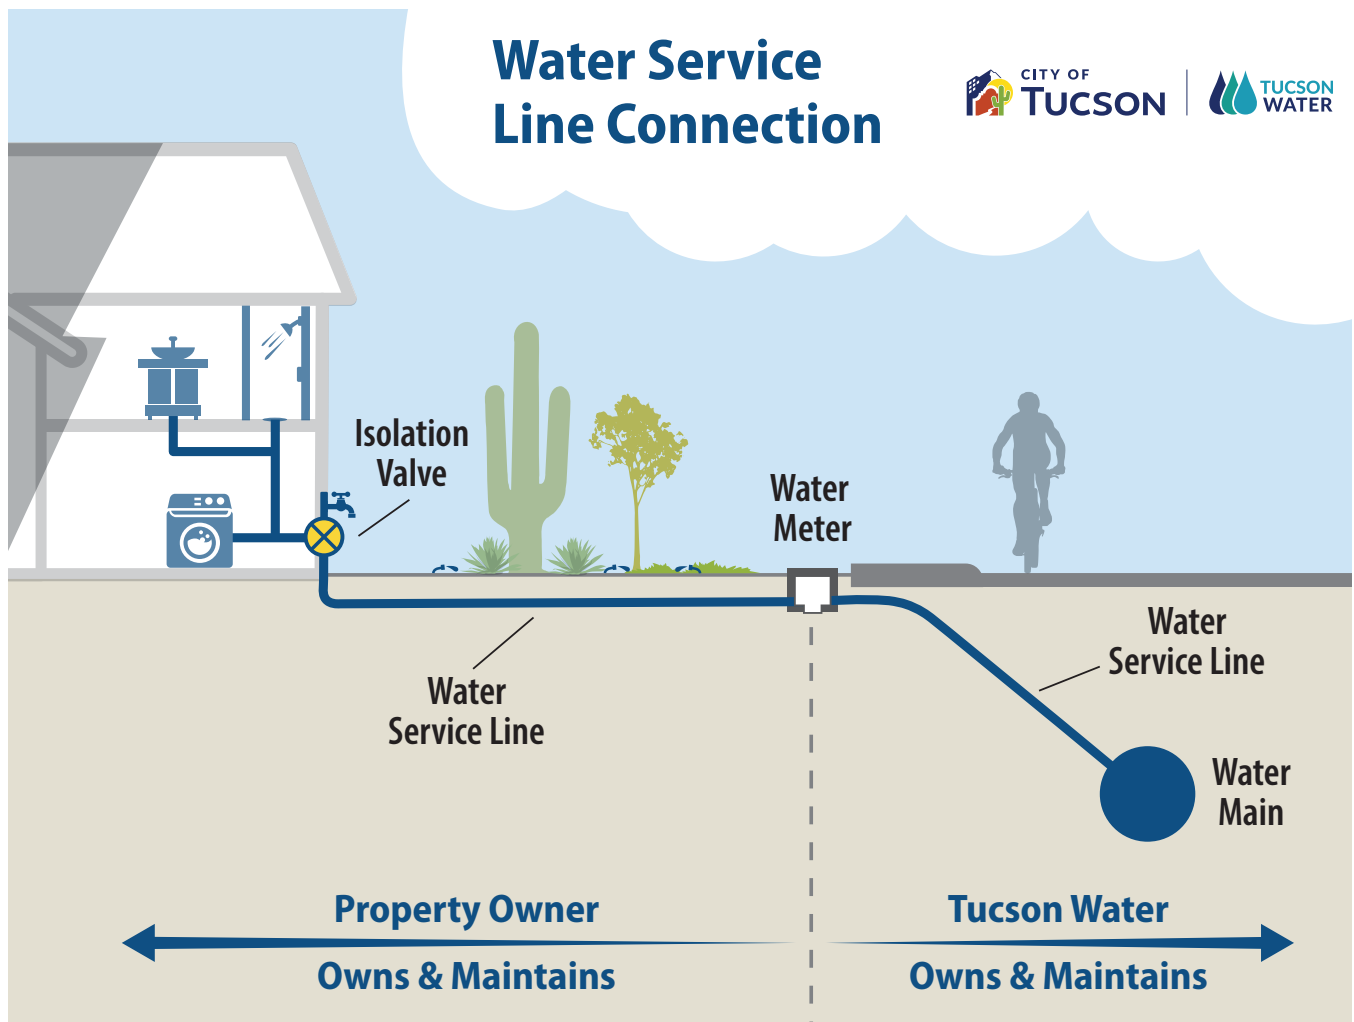 Water Service
Line Connection
CITY OF
TUCSON
TUCSON
WATER
Isolation
Valve
Water
Meter
Water
Service Line
Water
Service Line
Water
Main
Property Owner
Owns & Maintains
Tucson Water
Owns & Maintains